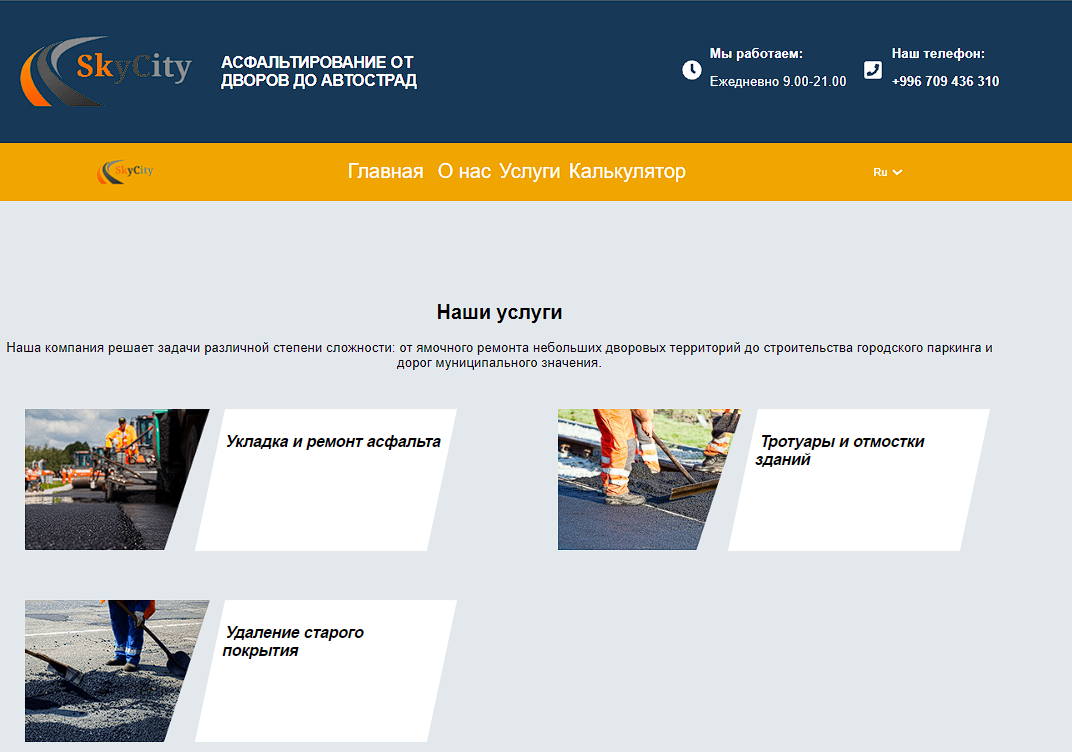 SkyCity
АСФАЛЬТИРОВАНИЕ ОТ
ДВОРОВ ДО АВТОСТРАД
Мы работаем:
Ежедневно 9.00-21.00
Наш телефон:
+996 709 436 310
SkyCity
Главная О нас Услуги Калькулятор
Ru
Наши услуги
Наша компания решает задачи различной степени сложности: от ямочного ремонта небольших дворовых территорий до строительства городского паркинга и
дорог муниципального значения.
Укладка и ремонт асфальта
Тротуары и отмостки
зданий
Удаление старого
покрытия